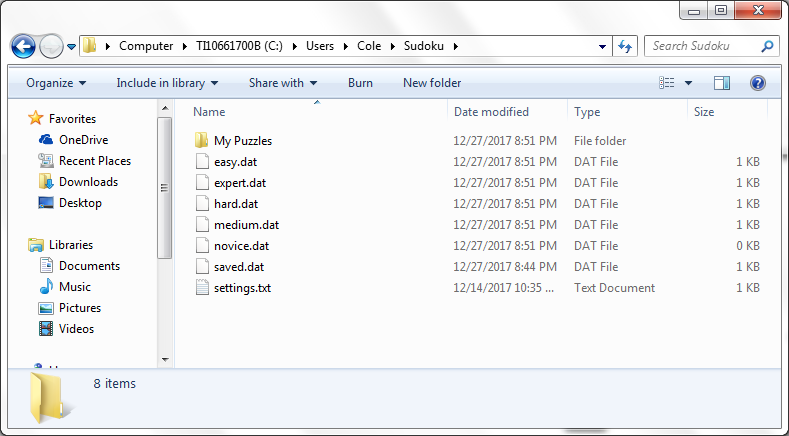 Computer ▸ TI10661700B (C:) ▸ Users ▸ Cole ▸ Sudoku ▸ Search Sudoku
Organize Include in library Share with Burn New folder
Name Date modified Type Size
Favorites
OneDrive
Recent Places
Downloads
Desktop
Libraries
Documents
Music
Pictures
Videos
My Puzzles 12/27/2017 8:51 PM File folder
easy.dat 12/27/2017 8:51 PM DAT File 1 KB
expert.dat 12/27/2017 8:51 PM DAT File 1 KB
hard.dat 12/27/2017 8:51 PM DAT File 1 KB
medium.dat 12/27/2017 8:51 PM DAT File 1 KB
novice.dat 12/27/2017 8:51 PM DAT File 0 KB
saved.dat 12/27/2017 8:44 PM DAT File 1 KB
settings.txt 12/14/2017 10:35 ... Text Document 1 KB
8 items